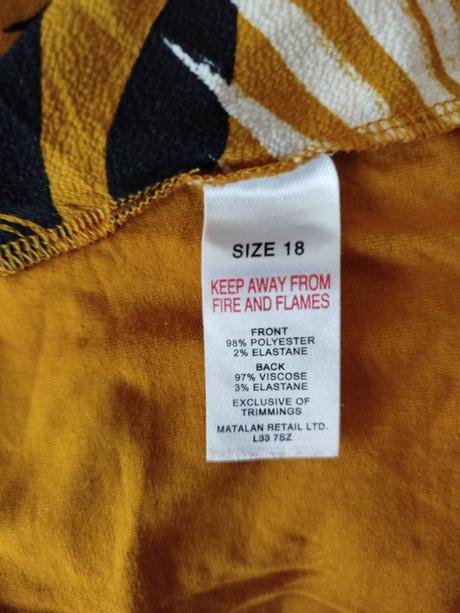 SIZE 18
KEEP AWAY FROM
FIRE AND FLAMES
FRONT
98% POLYESTER
2% ELASTANE
BACK
97% VISCOSE
3% ELASTANE
EXCLUSIVE OF
TRIMMINGS
MATALAN RETAIL LTD.
L33 7SZ